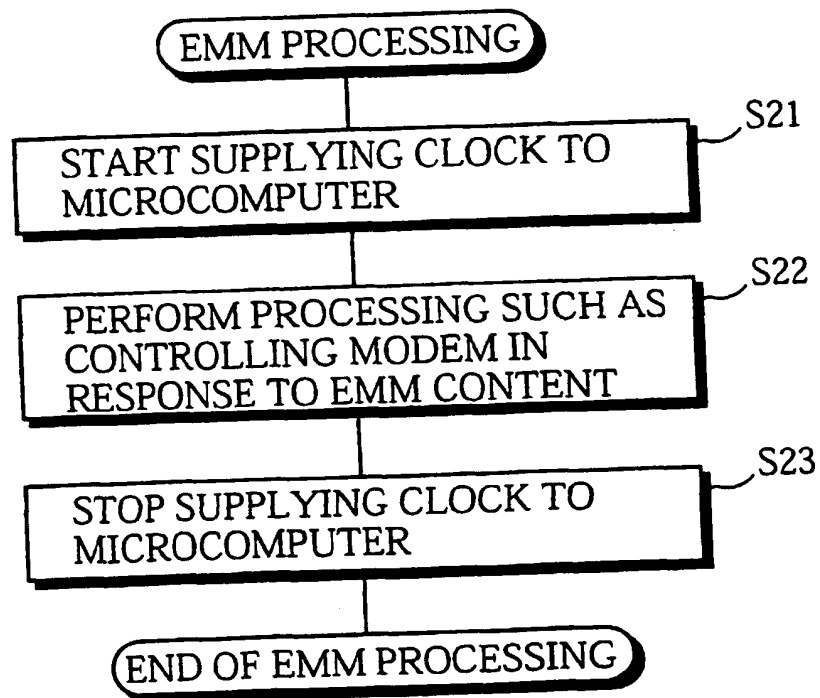 EMM PROCESSING
S21
START SUPPLYING CLOCK TO
MICROCOMPUTER
S22
PERFORM PROCESSING SUCH AS
CONTROLLING MODEM IN
RESPONSE TO EMM CONTENT
S23
STOP SUPPLYING CLOCK TO
MICROCOMPUTER
END OF EMM PROCESSING